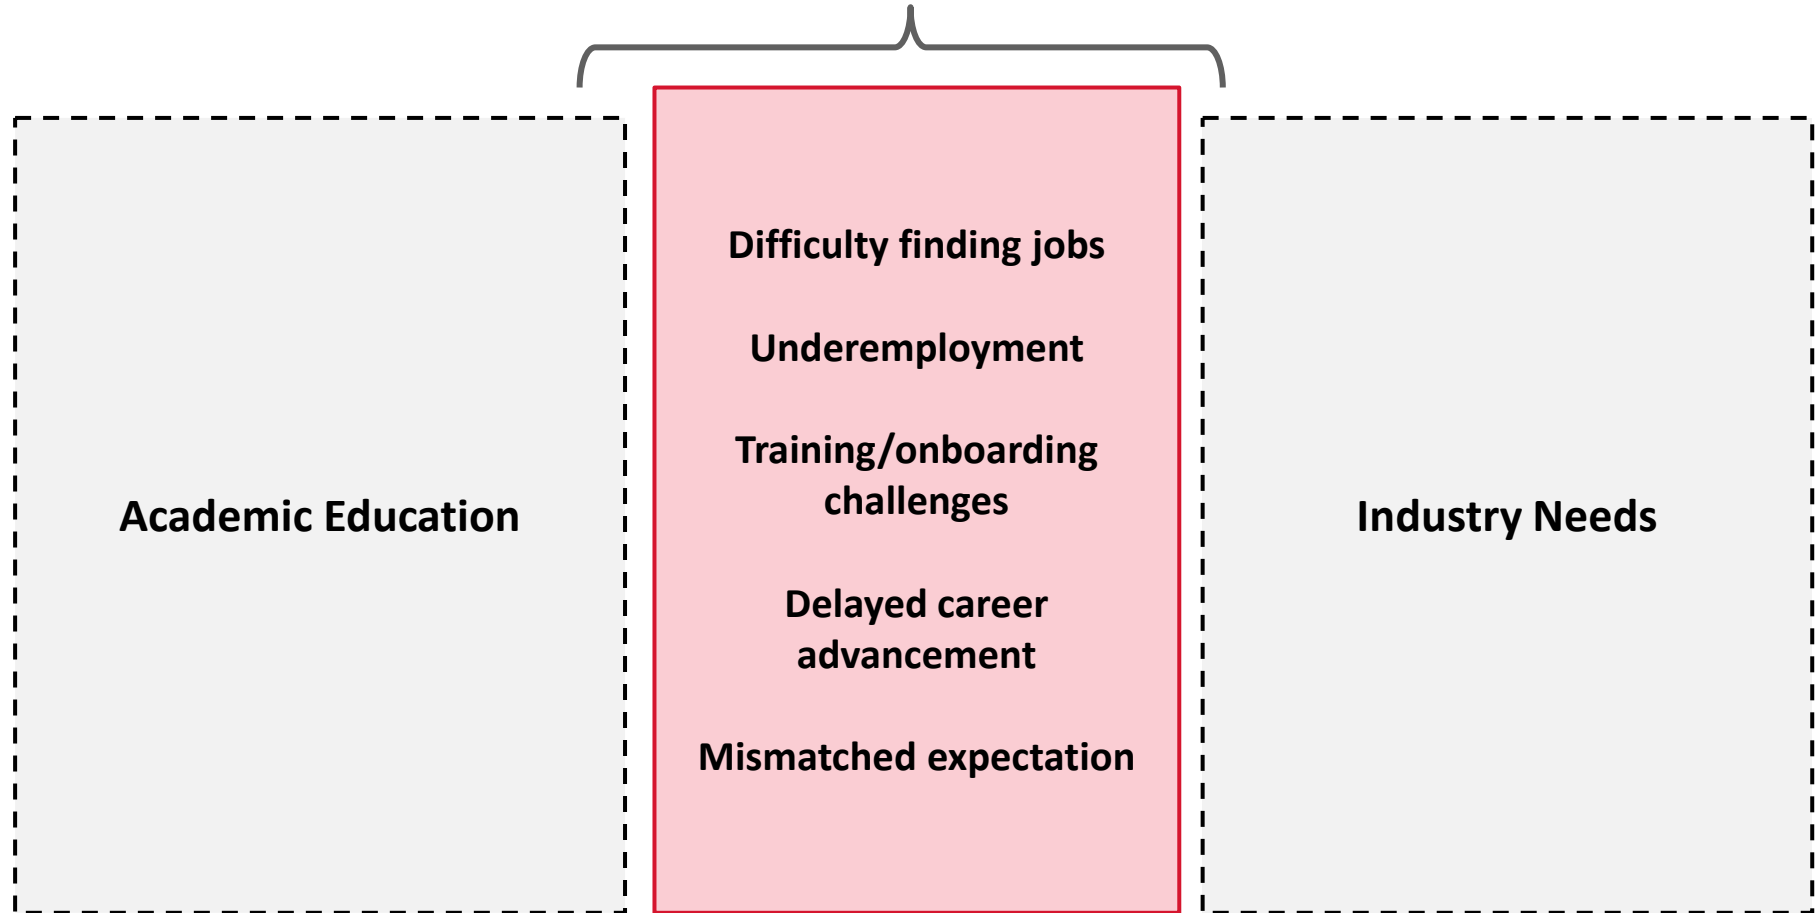 Academic Education
Difficulty finding jobs
Underemployment
Training/onboarding
challenges
Delayed career
advancement
Mismatched expectation
Industry Needs